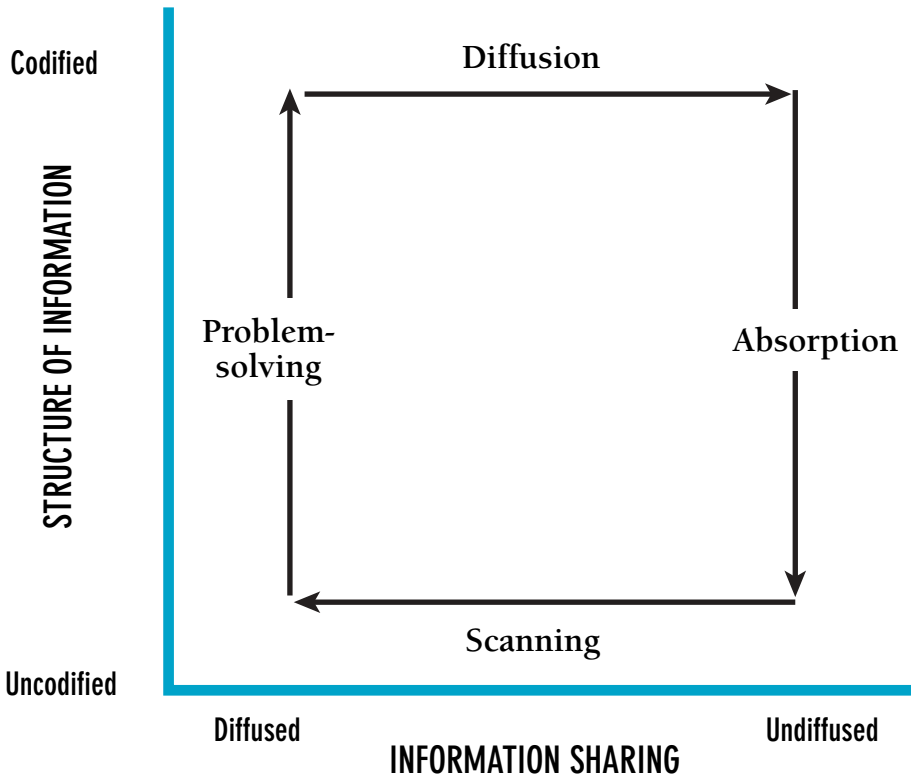 Codified
Diffusion
STRUCTURE OF INFORMATION
Problem-
solving
Absorption
Scanning
Uncodified
Diffused
Undiffused
INFORMATION SHARING